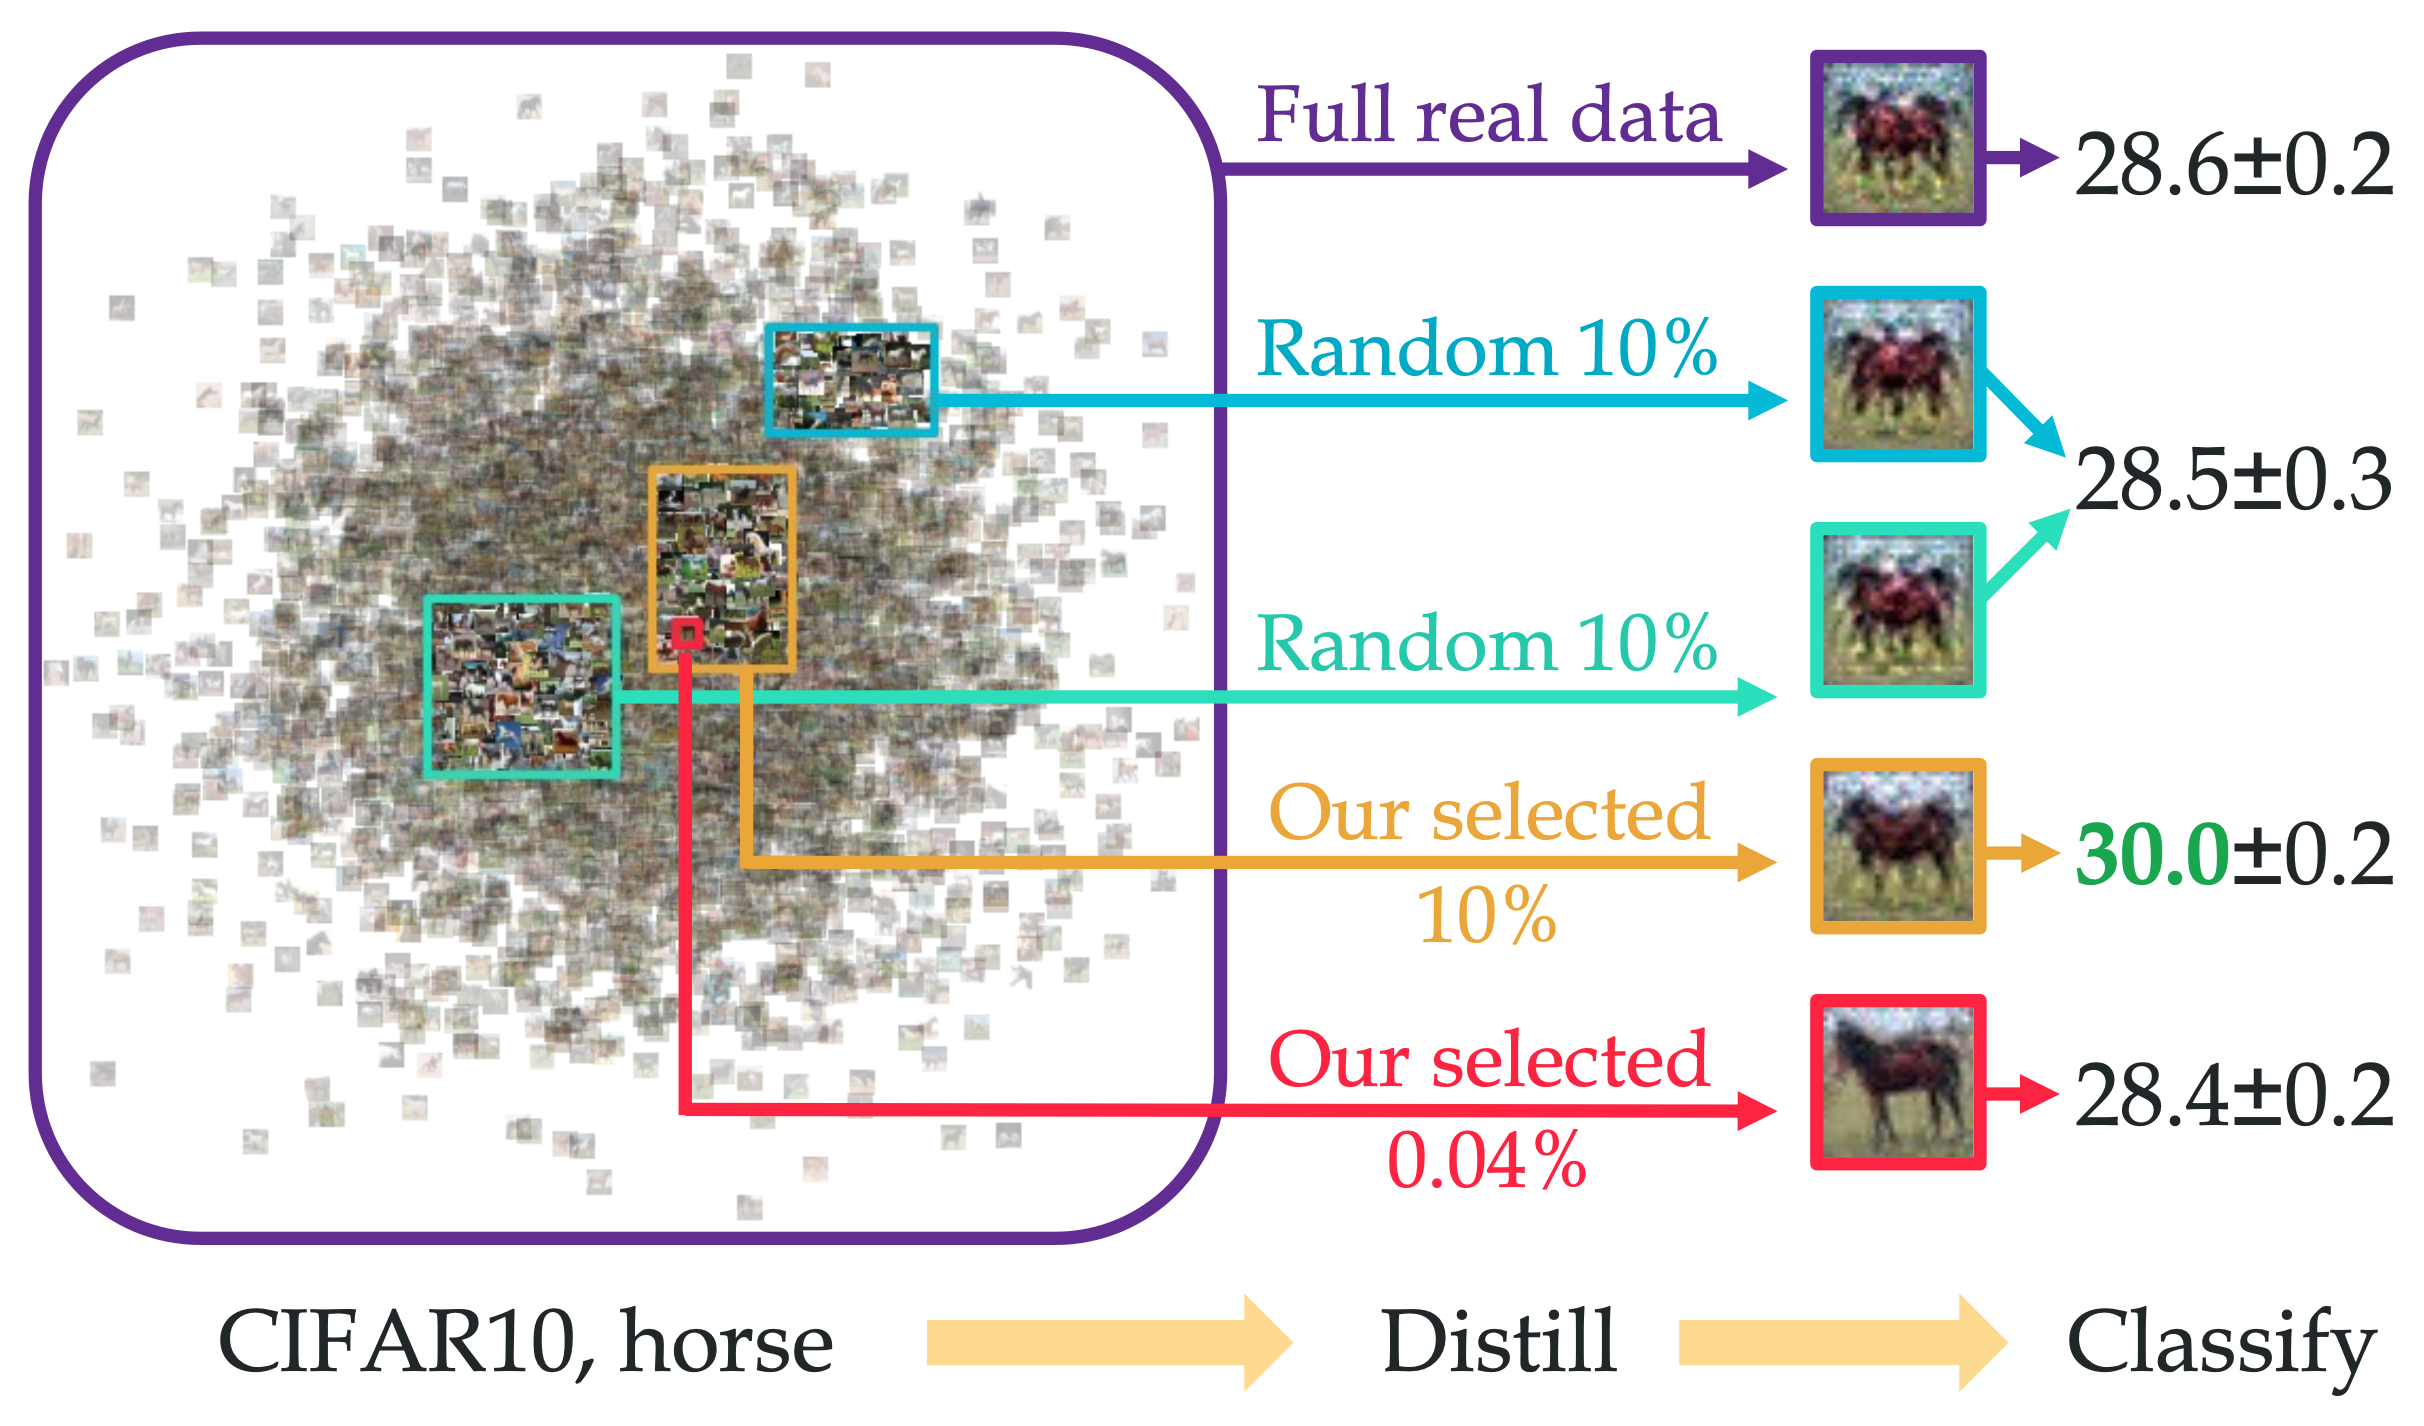 Full real data
28.6±0.2
Random 10%
28.5±0.3
Random 10%
Our selected
10%
30.0±0.2
Our selected
0.04%
28.4±0.2
CIFAR10, horse
Distill
Classify